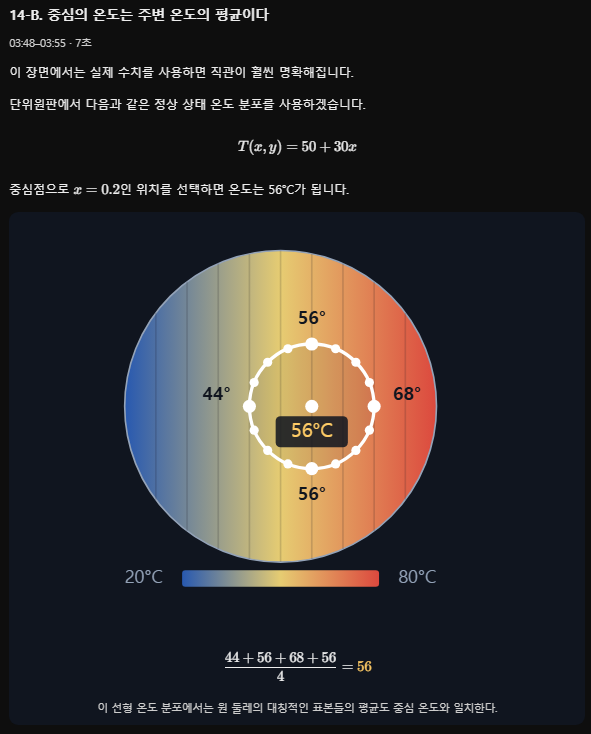 14-B. 중심의 온도는 주변 온도의 평균이다
03:48–03:55 · 7초
이 장면에서는 실제 수치를 사용하면 직관이 훨씬 명확해집니다.
단위원판에서 다음과 같은 정상 상태 온도 분포를 사용하겠습니다.
T(x, y) = 50 + 30x
중심점으로 x = 0.2인 위치를 선택하면 온도는 56°C가 됩니다.
56°
44°
68°
56°C
56°
20°C
80°C
(44 + 56 + 68 + 56) / 4 = 56
이 선형 온도 분포에서는 원 둘레의 대칭적인 표본들의 평균도 중심 온도와 일치한다.